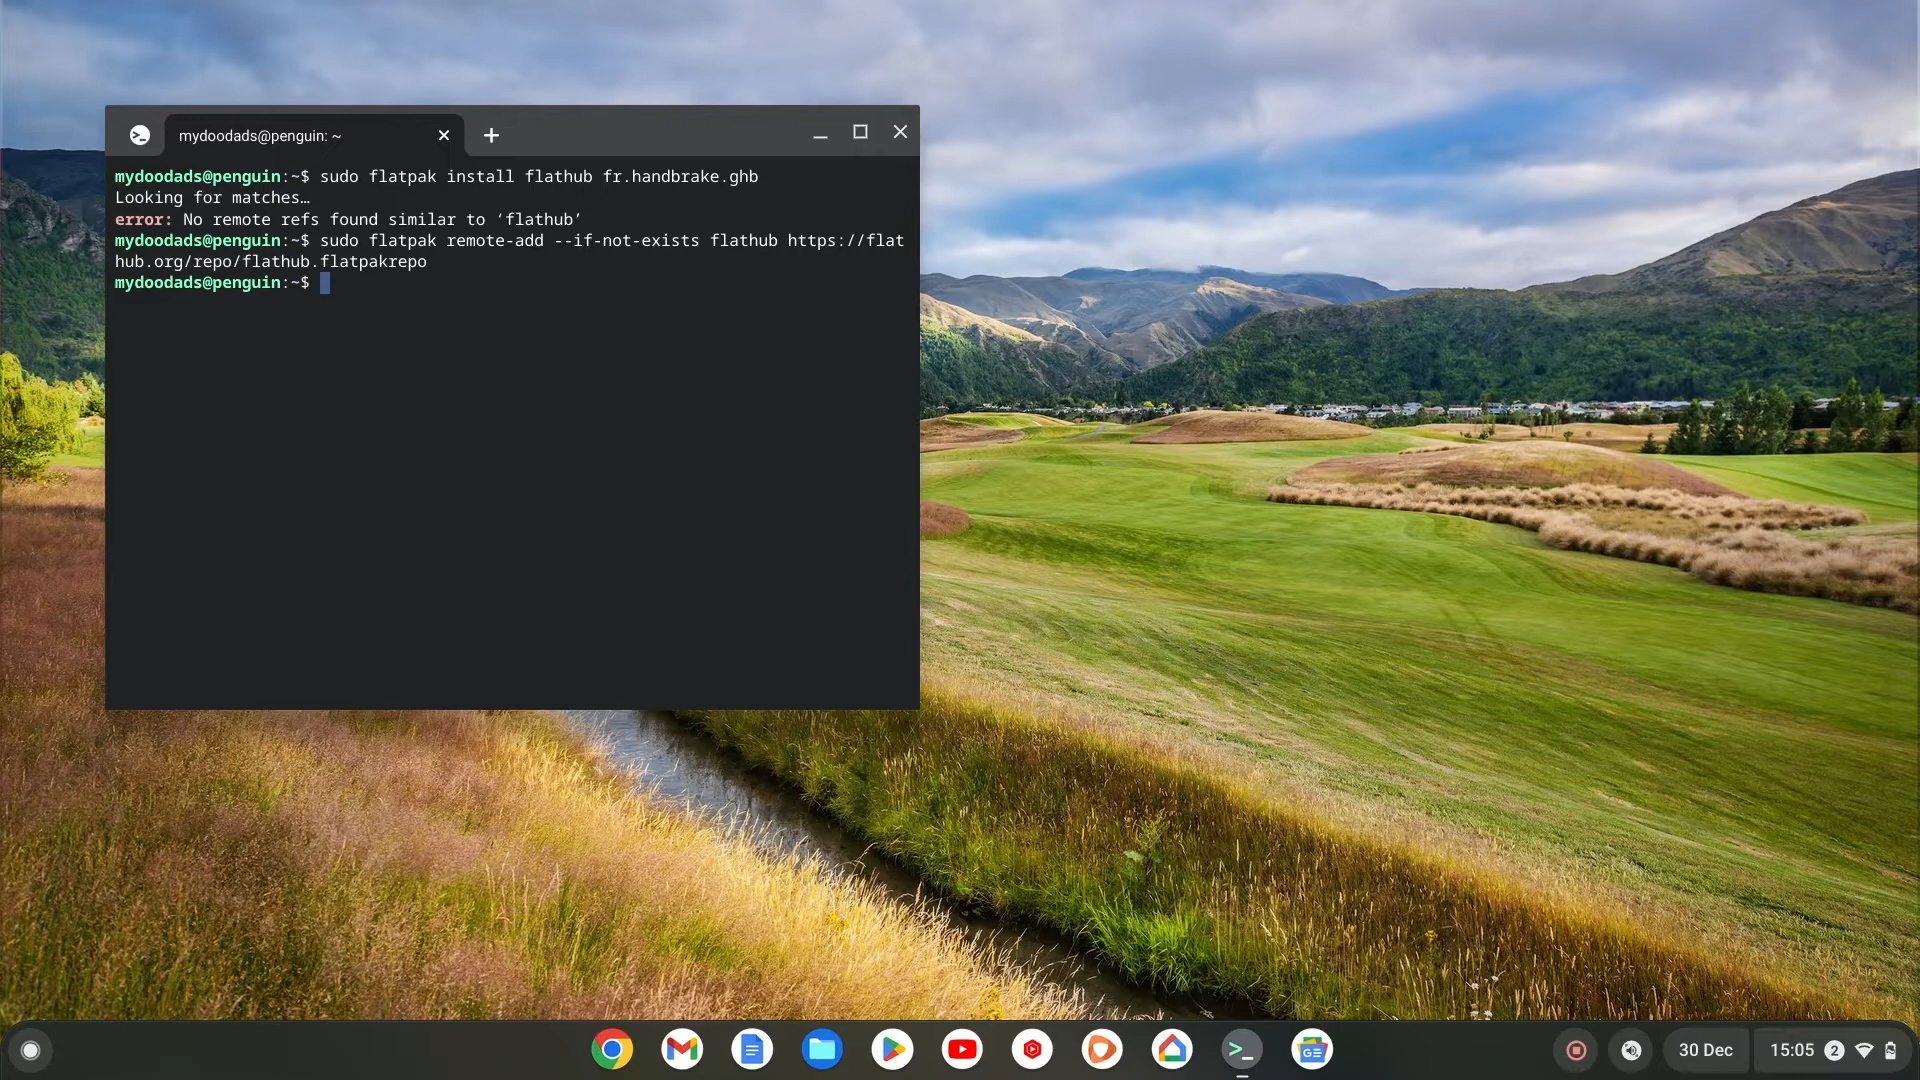 mydoodads@penguin: ~
mydoodads@penguin:~$ sudo flatpak install flathub fr.handbrake.ghb
Looking for matches…
error: No remote refs found similar to ‘flathub’
mydoodads@penguin:~$ sudo flatpak remote-add --if-not-exists flathub https://flat
hub.org/repo/flathub.flatpakrepo
mydoodads@penguin:~$
GE
30 Dec
15:05 2